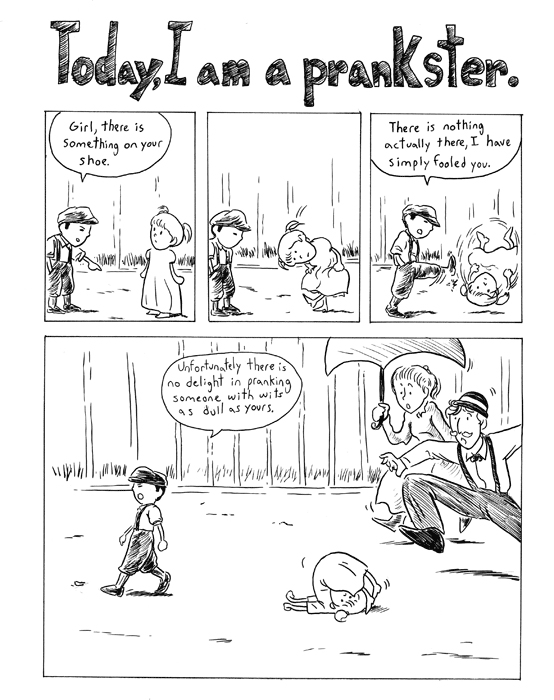 Today, I am a prankster.
Girl, there is
something on your
shoe.
There is nothing
actually there, I have
simply fooled you.
Unfortunately there is
no delight in pranking
someone with wits
as dull as yours.